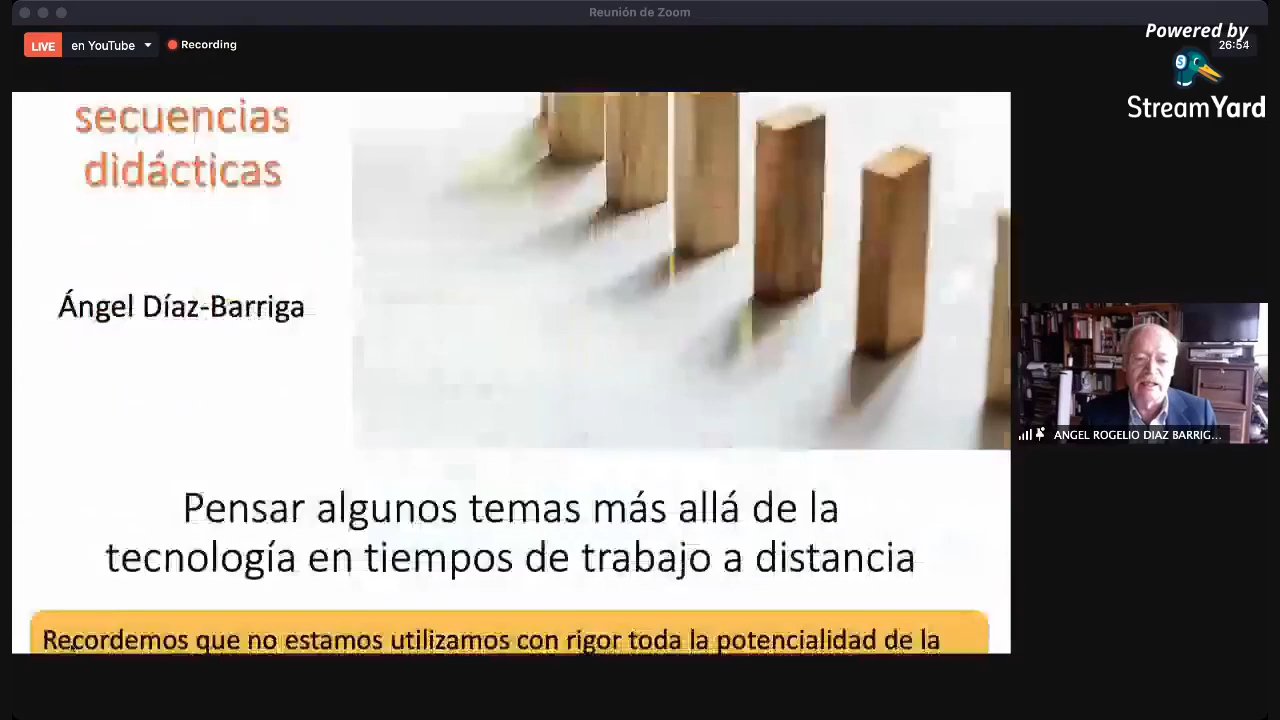 Reunión de Zoom
LIVE en YouTube
Recording
Powered by
26:54
StreamYard
secuencias
didácticas
Ángel Díaz-Barriga
ANGEL ROGELIO DIAZ BARRIG...
Pensar algunos temas más allá de la
tecnología en tiempos de trabajo a distancia
Recordemos que no estamos utilizamos con rigor toda la potencialidad de la